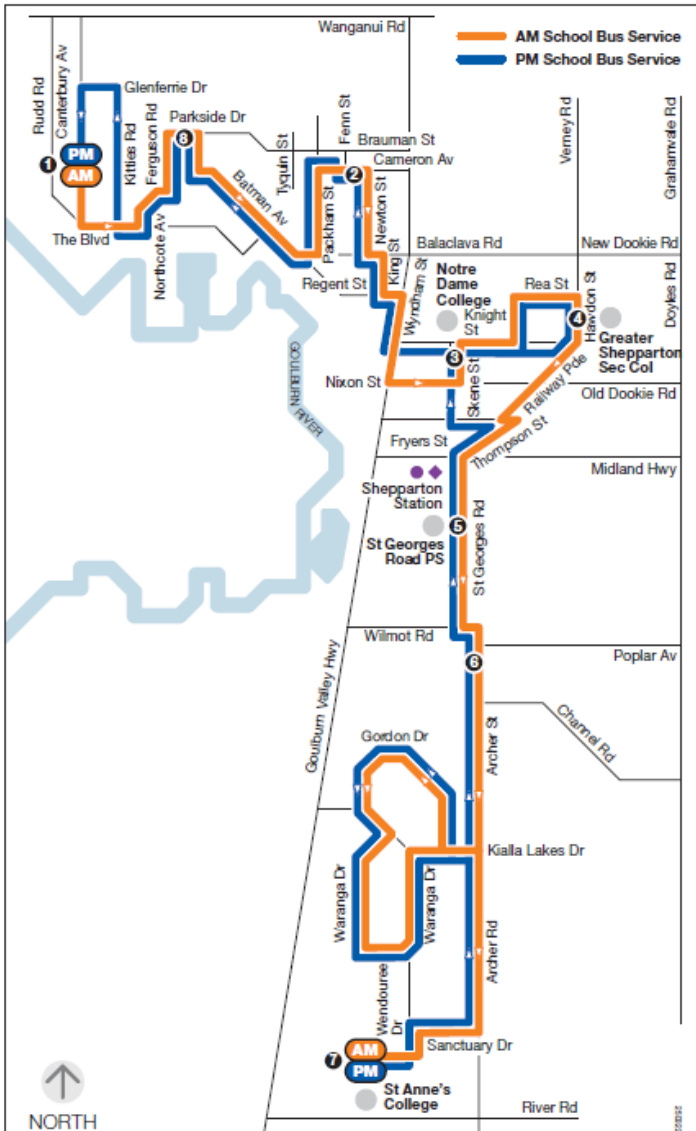 Wanganui Rd
AM School Bus Service
PM School Bus Service
Rudd Rd
Canterbury Av
Glenferrie Dr
Kittles Rd
Ferguson Rd
Parkside Dr
8
Tyquin St
Fenn St
Brauman St
Cameron Av
Verney Rd
Grahamvale Rd
1
PM
AM
2
The Blvd
Northcote Av
Batman Av
Packham St
Newton St
King St
Regent St
Balaclava Rd
New Dookie Rd
Wyndham St
Notre
Dame
College
Knight
St
Rea St
Hawdon St
Doyles Rd
4
Greater
Shepparton
Sec Col
3
Nixon St
Skene St
Railway Pde
Old Dookie Rd
GOULBURN RIVER
Fryers St
Thompson St
Midland Hwy
Shepparton
Station
5
St Georges
Road PS
St Georges Rd
Wilmot Rd
6
Poplar Av
Goulburn Valley Hwy
Archer St
Channel Rd
Gordon Dr
Kialla Lakes Dr
Waranga Dr
Waranga Dr
Archer Rd
Wendouree
Dr
7
AM
PM
Sanctuary Dr
St Anne's
College
River Rd
NORTH